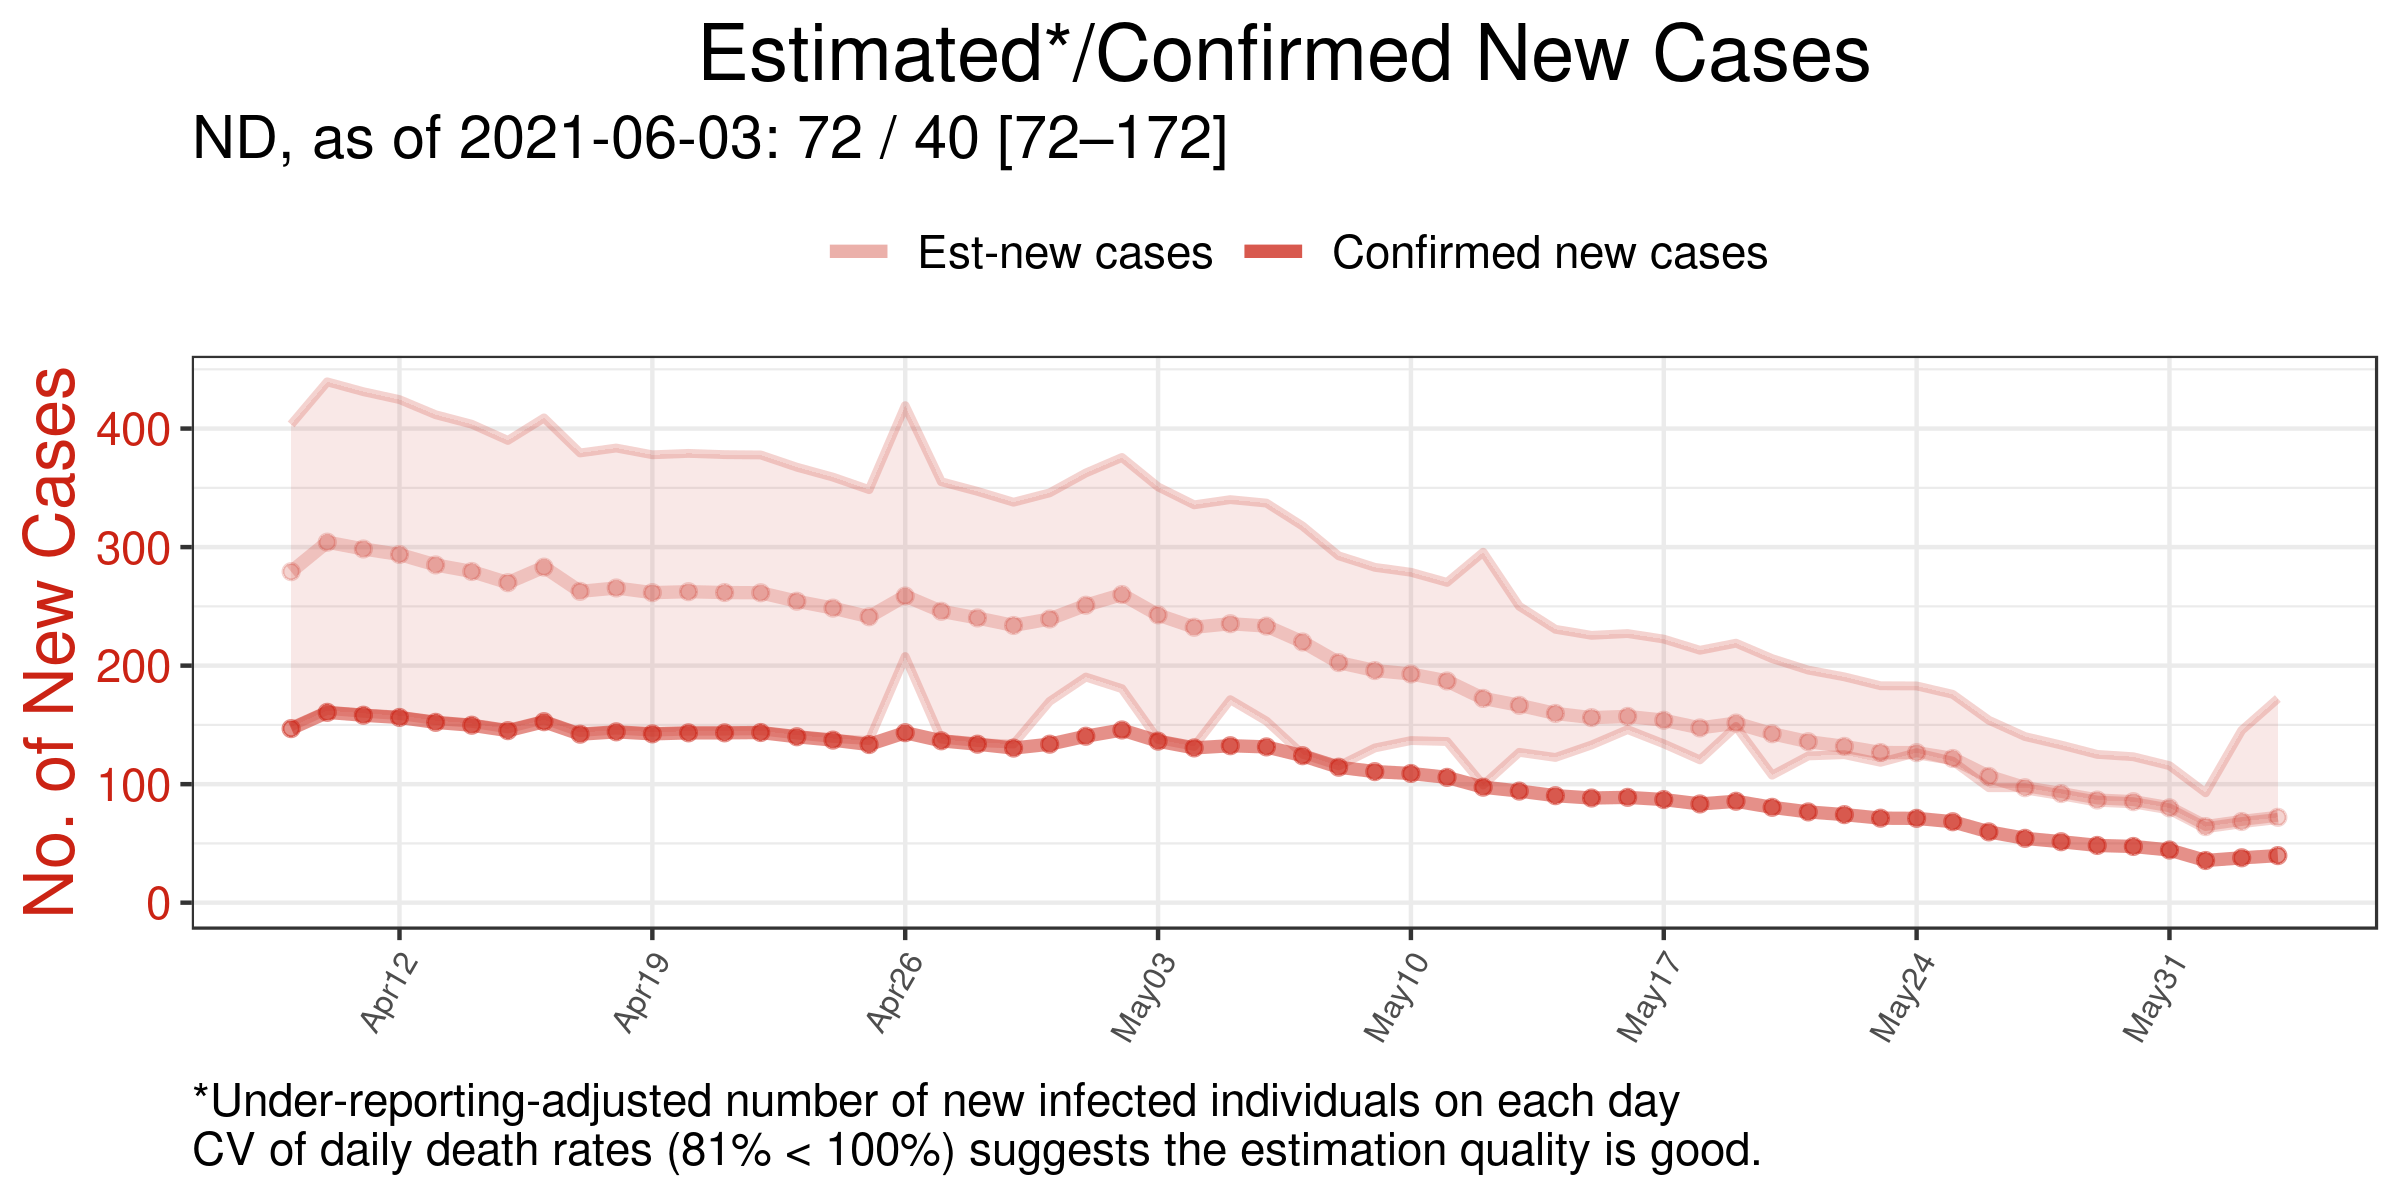 Estimated*/Confirmed New Cases
ND, as of 2021-06-03: 72 / 40 [72–172]
Est-new cases
Confirmed new cases
No. of New Cases
400
300
200
100
0
Apr12
Apr19
Apr26
May03
May10
May17
May24
May31
*Under-reporting-adjusted number of new infected individuals on each day
CV of daily death rates (81% < 100%) suggests the estimation quality is good.